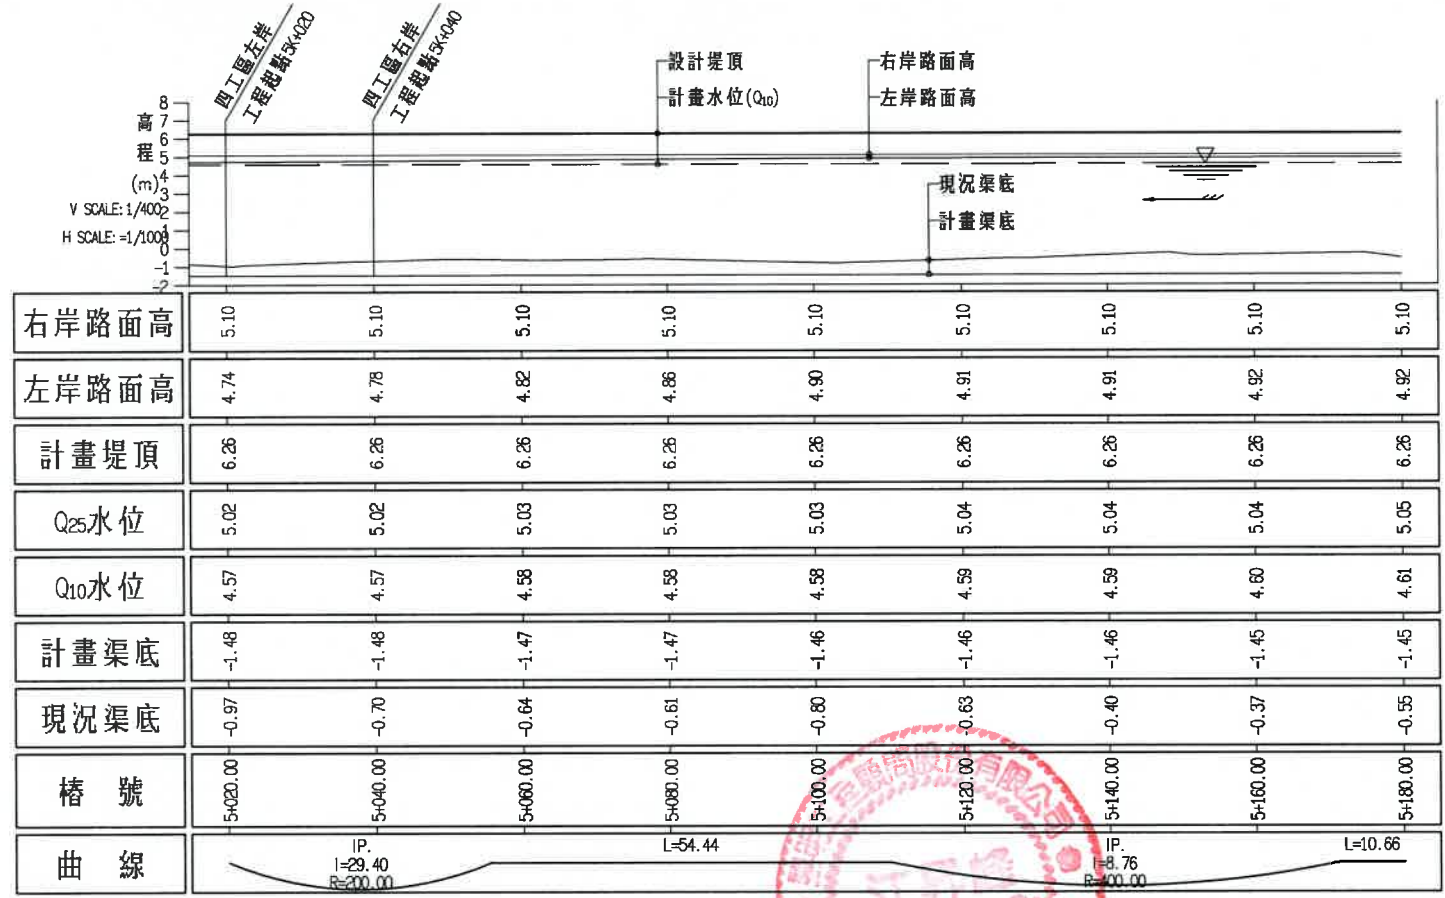 四工區左岸
工程起點5K+020
四工區右岸
工程起點5K+040
設計堤頂
計畫水位(Q10)
右岸路面高
左岸路面高
現況渠底
計畫渠底
高程
(m)
8
7
6
5
4
3
2
1
0
-1
-2
V SCALE: 1/400
H SCALE: =1/1000
右岸路面高 5.10 5.10 5.10 5.10 5.10 5.10 5.10 5.10 5.10
左岸路面高 4.74 4.78 4.82 4.86 4.90 4.91 4.91 4.92 4.92
計畫堤頂 6.26 6.26 6.26 6.26 6.26 6.26 6.26 6.26 6.26
Q25水位 5.02 5.02 5.03 5.03 5.03 5.04 5.04 5.04 5.05
Q10水位 4.57 4.57 4.58 4.58 4.58 4.59 4.59 4.60 4.61
計畫渠底 -1.48 -1.48 -1.47 -1.47 -1.46 -1.46 -1.46 -1.45 -1.45
現況渠底 -0.97 -0.70 -0.64 -0.61 -0.80 -0.63 -0.40 -0.37 -0.55
樁 號 5+020.00 5+040.00 5+060.00 5+080.00 5+100.00 5+120.00 5+140.00 5+160.00 5+180.00
曲 線
IP.
I=29.40
R=200.00
L=54.44
IP.
I=8.76
R=400.00
L=10.66
顧問股份有限公司